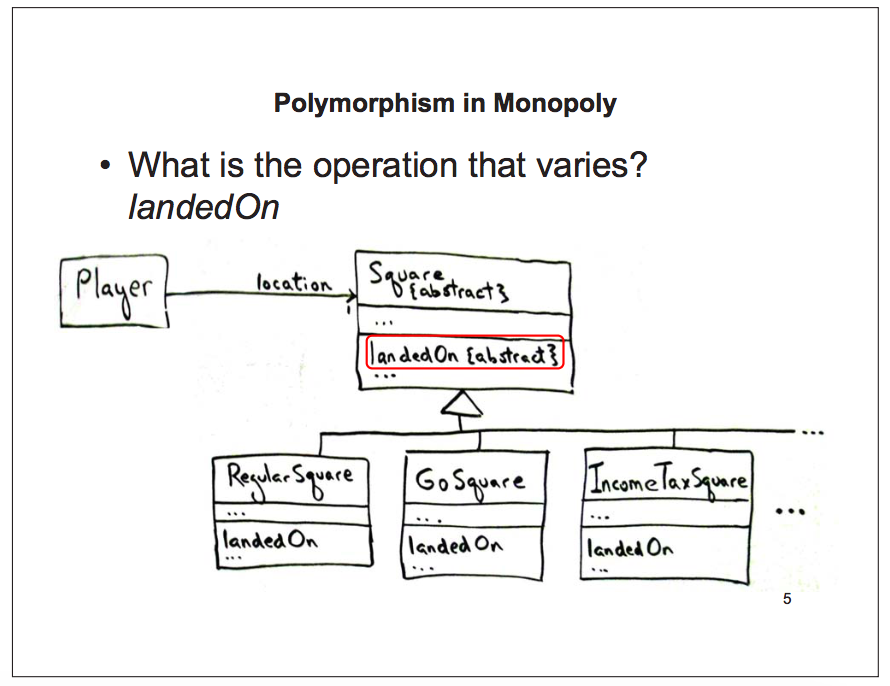 Polymorphism in Monopoly
• What is the operation that varies?
landedOn
Player
location
1
Square
{abstract}
...
landedOn {abstract}
...
...
RegularSquare
...
landedOn
...
GoSquare
...
landedOn
...
IncomeTaxSquare
...
landedOn
...
...
5